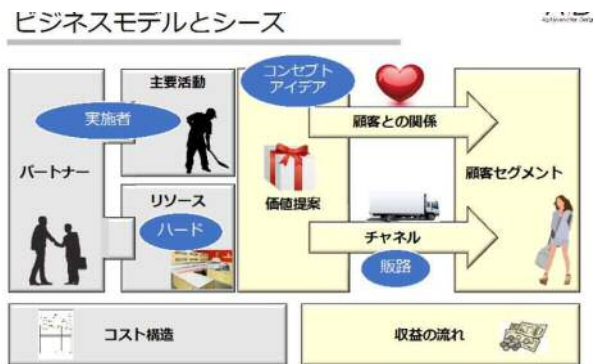 ビジネスモデルとシーズ
主要活動
コンセプト
アイデア
実施者
顧客との関係
パートナー
リソース
価値提案
顧客セグメント
ハード
チャネル
販路
コスト構造
収益の流れ